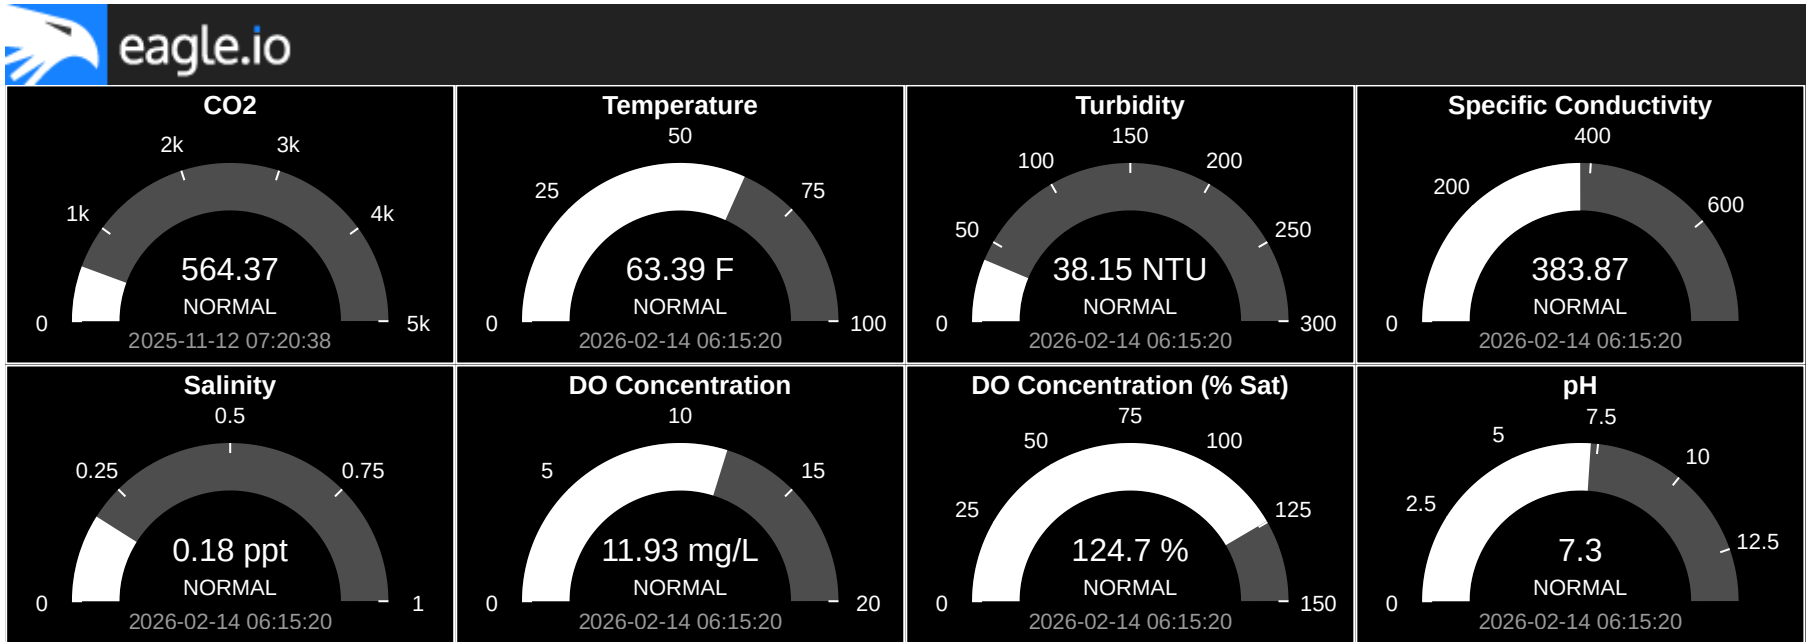 eagle.io
CO2
2k
3k
1k
4k
564.37
NORMAL
0
5k
2025-11-12 07:20:38
Temperature
50
25
75
63.39 F
NORMAL
0
100
2026-02-14 06:15:20
Turbidity
150
100
200
50
250
38.15 NTU
NORMAL
0
300
2026-02-14 06:15:20
Specific Conductivity
400
200
600
383.87
NORMAL
0
2026-02-14 06:15:20
Salinity
0.5
0.25
0.75
0.18 ppt
NORMAL
0
1
2026-02-14 06:15:20
DO Concentration
10
5
15
11.93 mg/L
NORMAL
0
20
2026-02-14 06:15:20
DO Concentration (% Sat)
75
50
100
25
125
124.7 %
NORMAL
0
150
2026-02-14 06:15:20
pH
7.5
5
10
2.5
12.5
7.3
NORMAL
0
2026-02-14 06:15:20